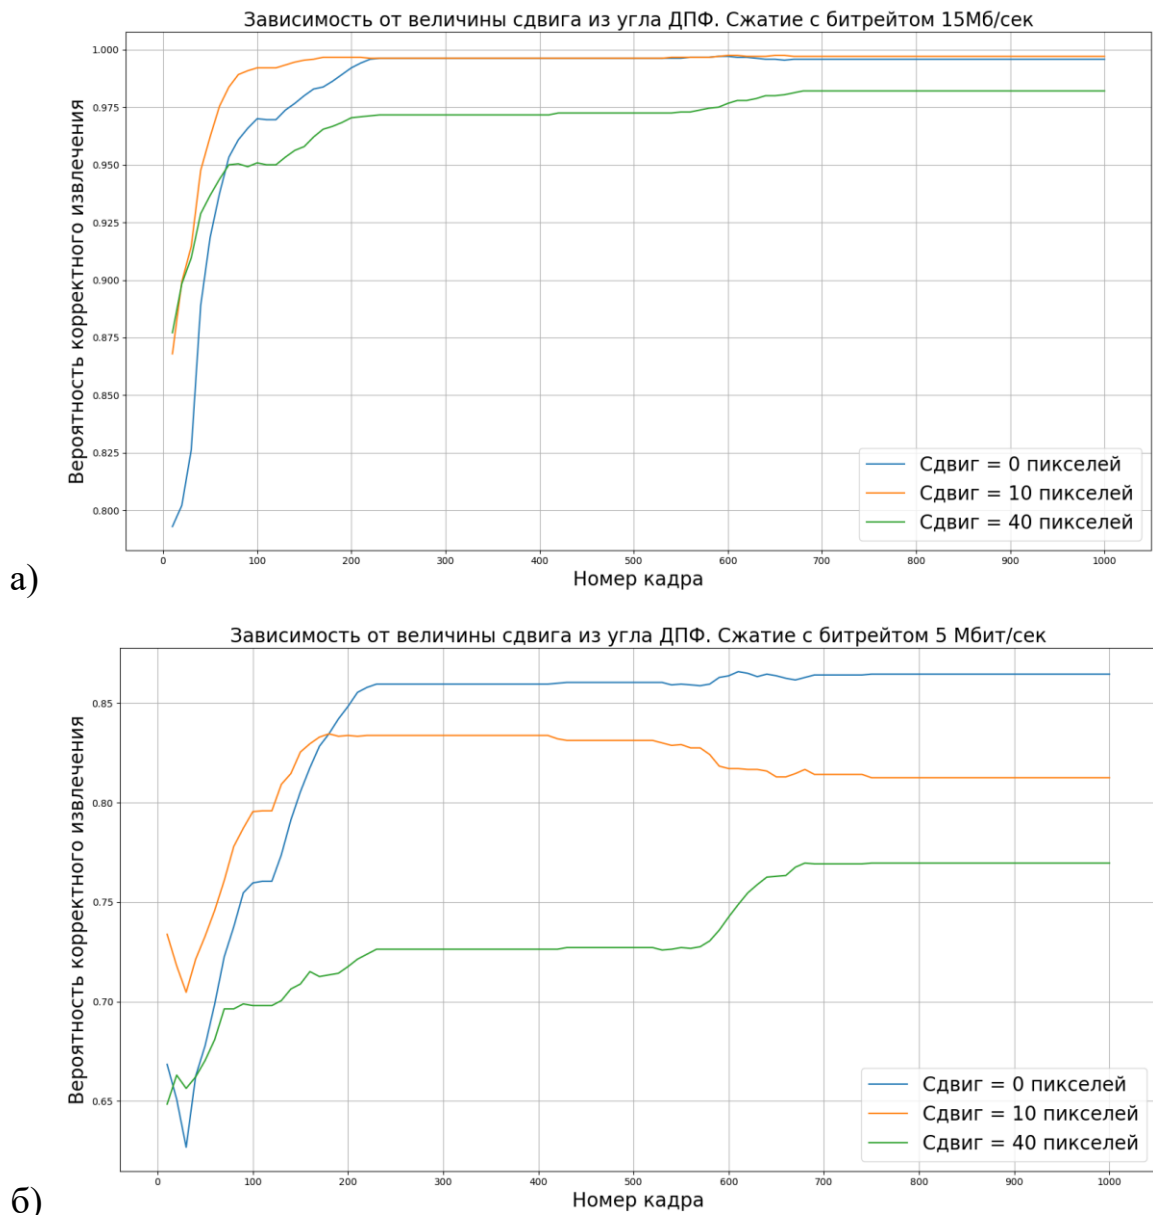 Зависимость от величины сдвига из угла ДПФ. Сжатие с битрейтом 15Мб/сек
1.000
0.975
0.950
0.925
0.900
0.875
0.850
0.825
0.800
Вероятность корректного извлечения
Сдвиг = 0 пикселей
Сдвиг = 10 пикселей
Сдвиг = 40 пикселей
0 100 200 300 400 500 600 700 800 900 1000
Номер кадра
а)
Зависимость от величины сдвига из угла ДПФ. Сжатие с битрейтом 5 Мбит/сек
0.85
0.80
0.75
0.70
0.65
Вероятность корректного извлечения
Сдвиг = 0 пикселей
Сдвиг = 10 пикселей
Сдвиг = 40 пикселей
0 100 200 300 400 500 600 700 800 900 1000
Номер кадра
б)